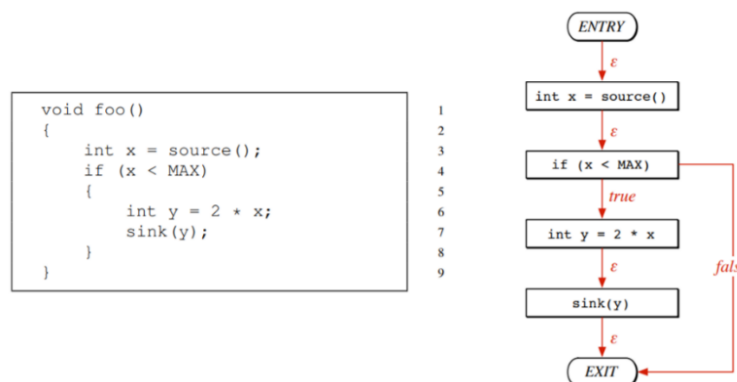 void foo()
{
int x = source();
if (x < MAX)
{
int y = 2 * x;
sink(y);
}
}
1
2
3
4
5
6
7
8
9
ENTRY
ε
int x = source()
ε
if (x < MAX)
true
int y = 2 * x
fals
ε
sink(y)
ε
EXIT